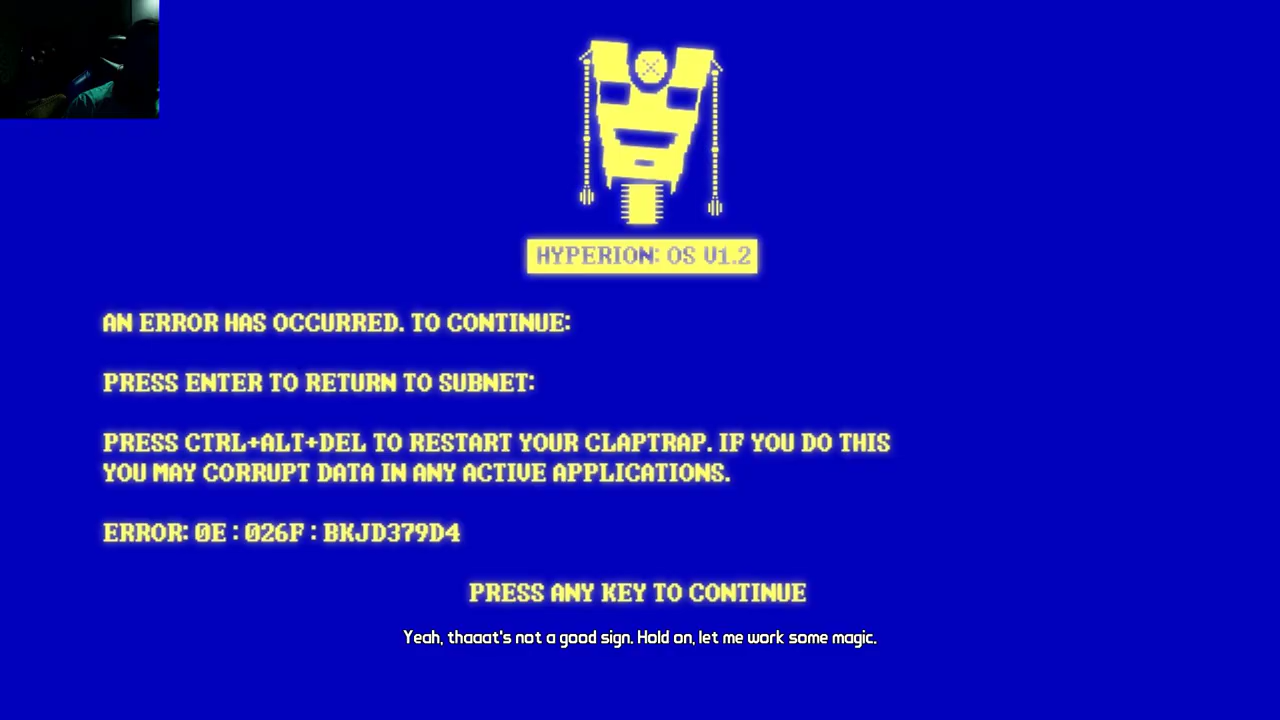 HYPERION: OS V1.2
AN ERROR HAS OCCURRED. TO CONTINUE:
PRESS ENTER TO RETURN TO SUBNET:
PRESS CTRL+ALT+DEL TO RESTART YOUR CLAPTRAP. IF YOU DO THIS
YOU MAY CORRUPT DATA IN ANY ACTIVE APPLICATIONS.
ERROR: 0E : 026F : BKJD379D4
PRESS ANY KEY TO CONTINUE
Yeah, thaaat's not a good sign. Hold on, let me work some magic.